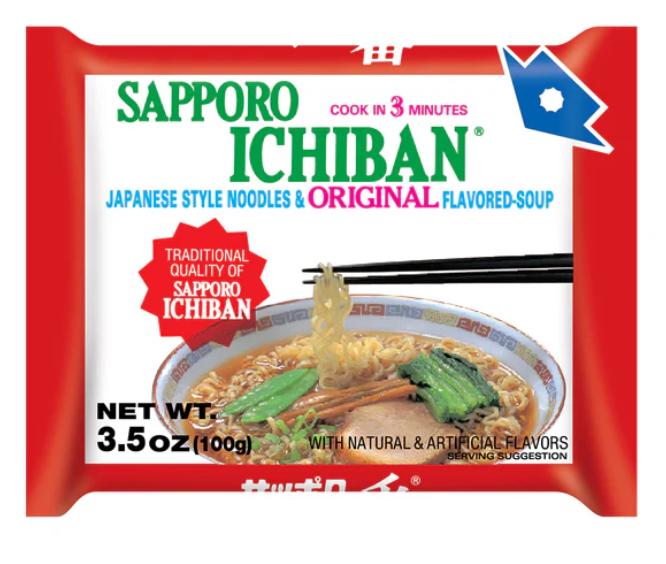 番
SAPPORO
COOK IN 3 MINUTES
ICHIBAN®
JAPANESE STYLE NOODLES & ORIGINAL FLAVORED-SOUP
TRADITIONAL
QUALITY OF
SAPPORO
ICHIBAN
NET WT.
3.5oz (100g)
WITH NATURAL & ARTIFICIAL FLAVORS
SERVING SUGGESTION
サッポロ一番®